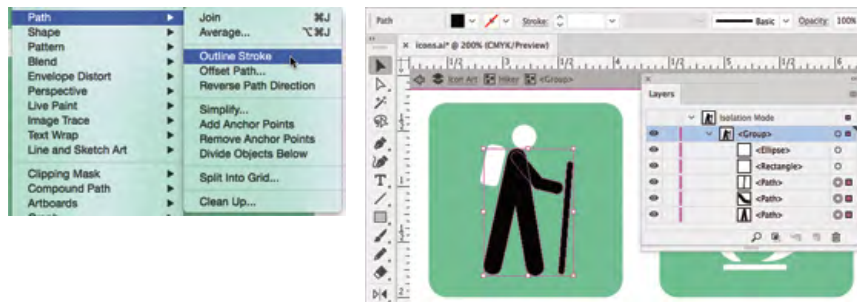 Path
Shape
Pattern
Blend
Envelope Distort
Perspective
Live Paint
Image Trace
Text Wrap
Line and Sketch Art
Clipping Mask
Compound Path
Artboards
Join ⌘J
Average... ⌥⌘J
Outline Stroke
Offset Path...
Reverse Path Direction
Simplify...
Add Anchor Points
Remove Anchor Points
Divide Objects Below
Split Into Grid...
Clean Up...
Path Stroke: Basic Opacity: 100%
× icons.ai* @ 200% (CMYK/Preview)
Icon Art Hiker <Group>
Layers
Isolation Mode
<Group>
<Ellipse>
<Rectangle>
<Path>
<Path>
<Path>